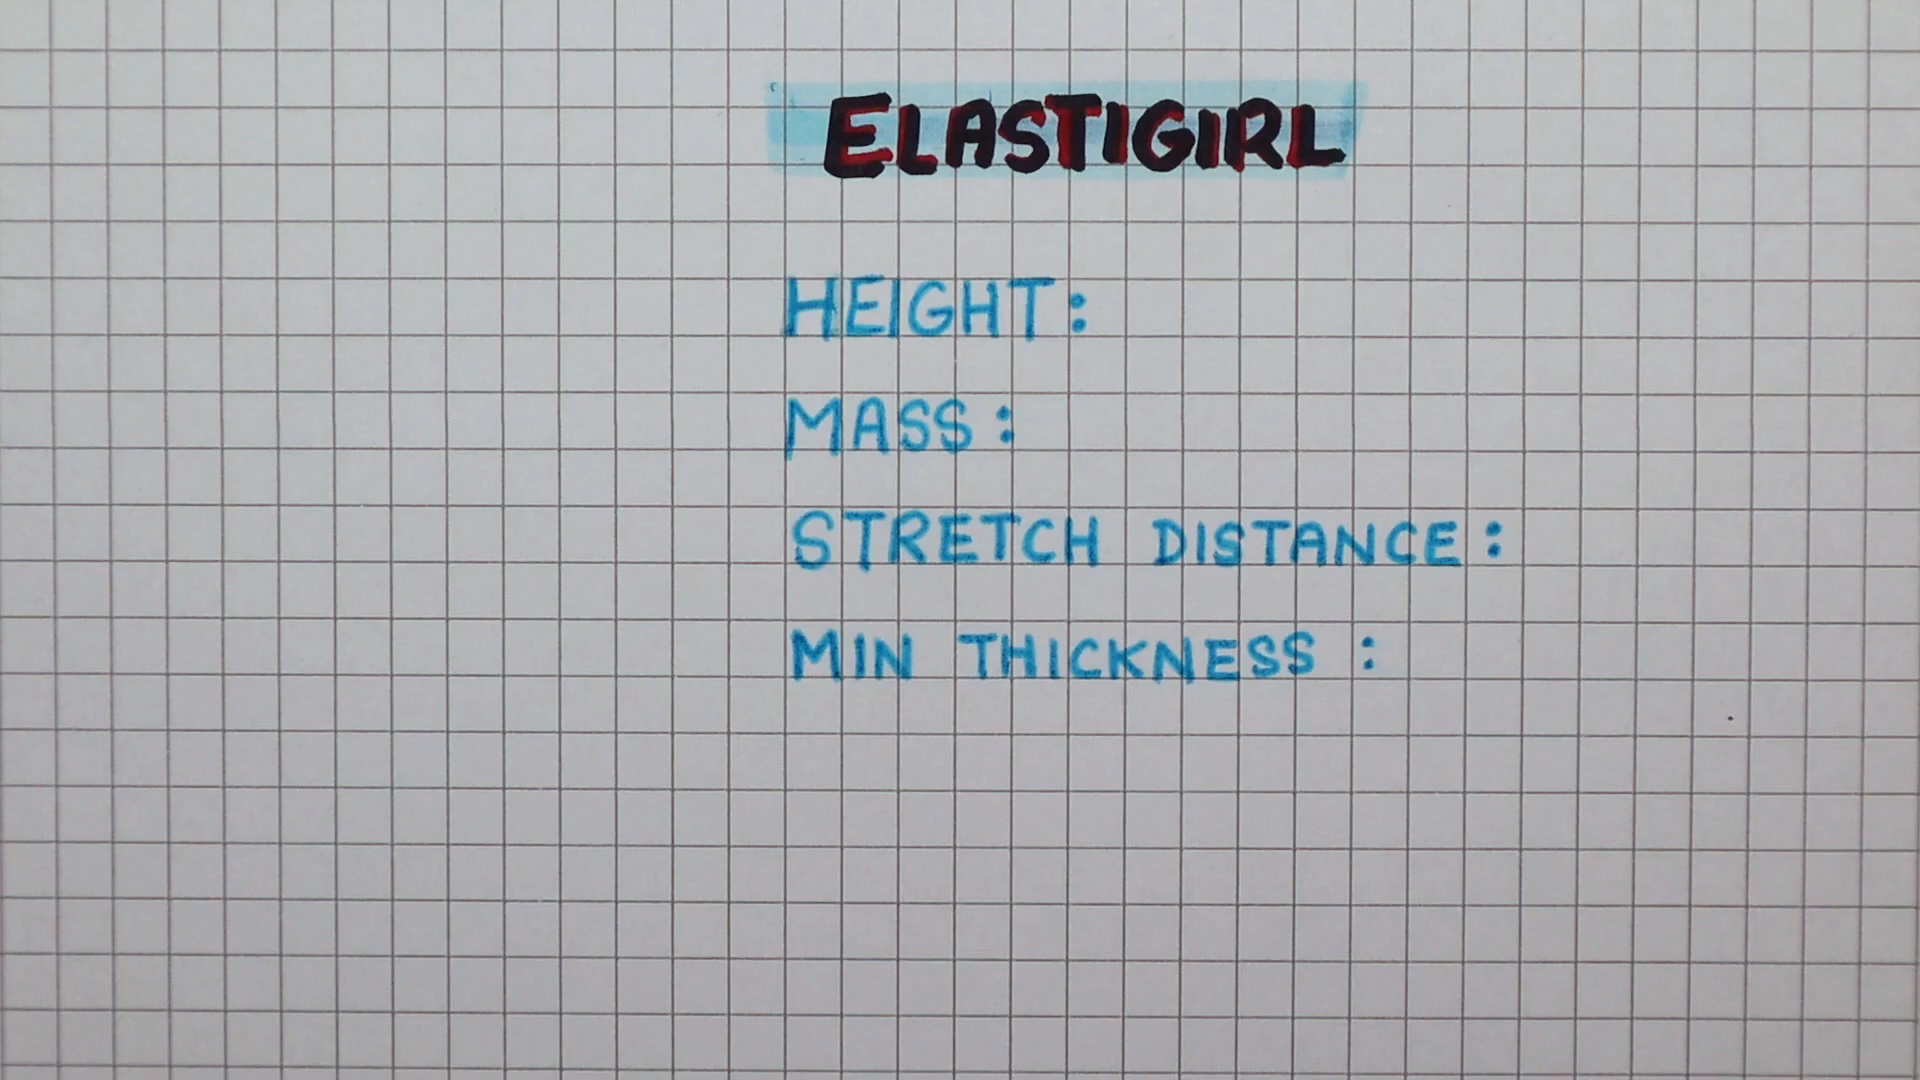 ELASTIGIRL
HEIGHT:
MASS:
STRETCH DISTANCE:
MIN THICKNESS :